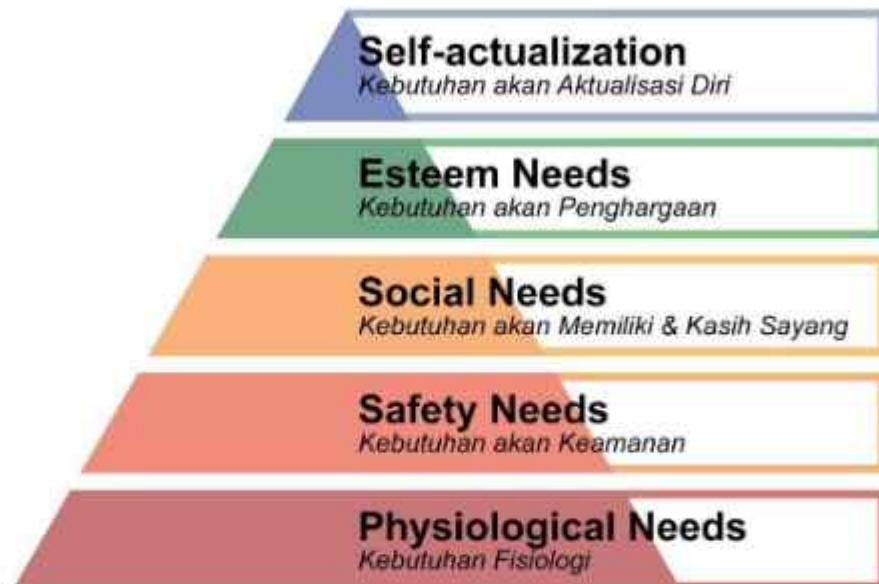 Self-actualization
Kebutuhan akan Aktualisasi Diri
Esteem Needs
Kebutuhan akan Penghargaan
Social Needs
Kebutuhan akan Memiliki & Kasih Sayang
Safety Needs
Kebutuhan akan Keamanan
Physiological Needs
Kebutuhan Fisiologi